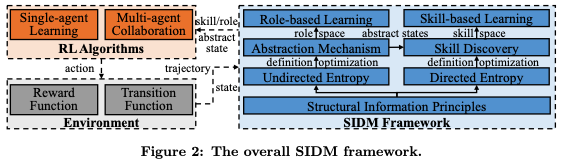 Single-agent
Learning
Multi-agent
Collaboration
RL Algorithms
skill/role
abstract
state
action
trajectory
state
Reward
Function
Transition
Function
Environment
Role-based Learning
Skill-based Learning
role space
abstract states
skill space
Abstraction Mechanism
Skill Discovery
definition optimization
definition optimization
Undirected Entropy
Directed Entropy
Structural Information Principles
SIDM Framework
Figure 2: The overall SIDM framework.